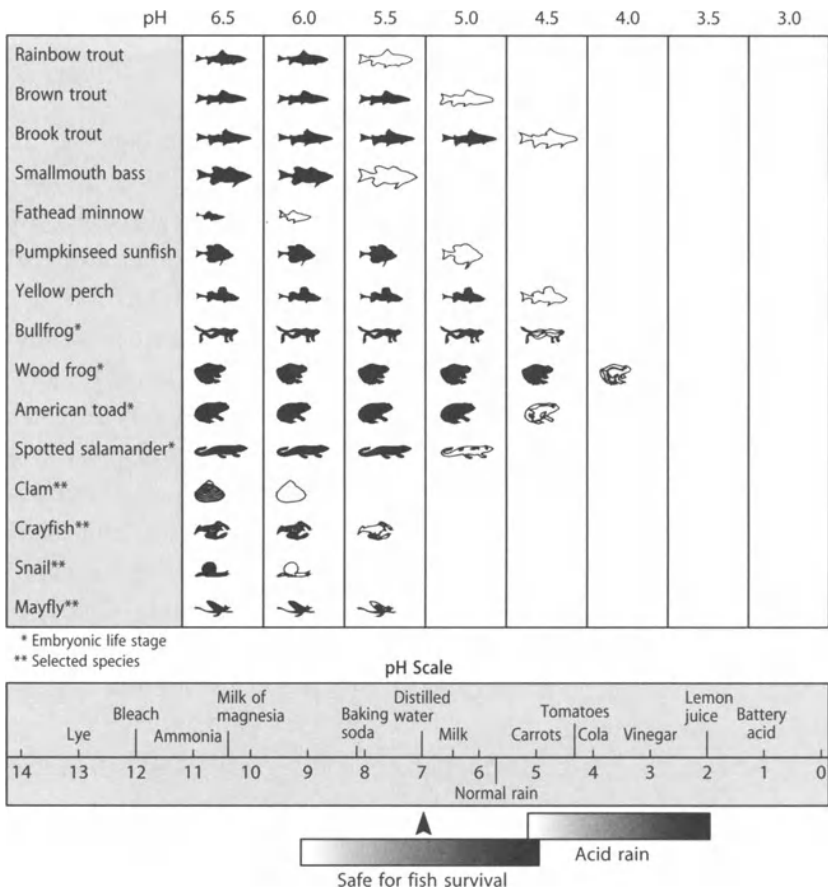 pH 6.5 6.0 5.5 5.0 4.5 4.0 3.5 3.0
Rainbow trout
Brown trout
Brook trout
Smallmouth bass
Fathead minnow
Pumpkinseed sunfish
Yellow perch
Bullfrog*
Wood frog*
American toad*
Spotted salamander*
Clam**
Crayfish**
Snail**
Mayfly**
* Embryonic life stage
** Selected species
pH Scale
Lye
Bleach
Ammonia
Milk of
magnesia
Baking
soda
Distilled
water
Milk
Carrots
Tomatoes
Cola
Vinegar
Lemon
juice
Battery
acid
14 13 12 11 10 9 8 7 6 5 4 3 2 1 0
Normal rain
Acid rain
Safe for fish survival